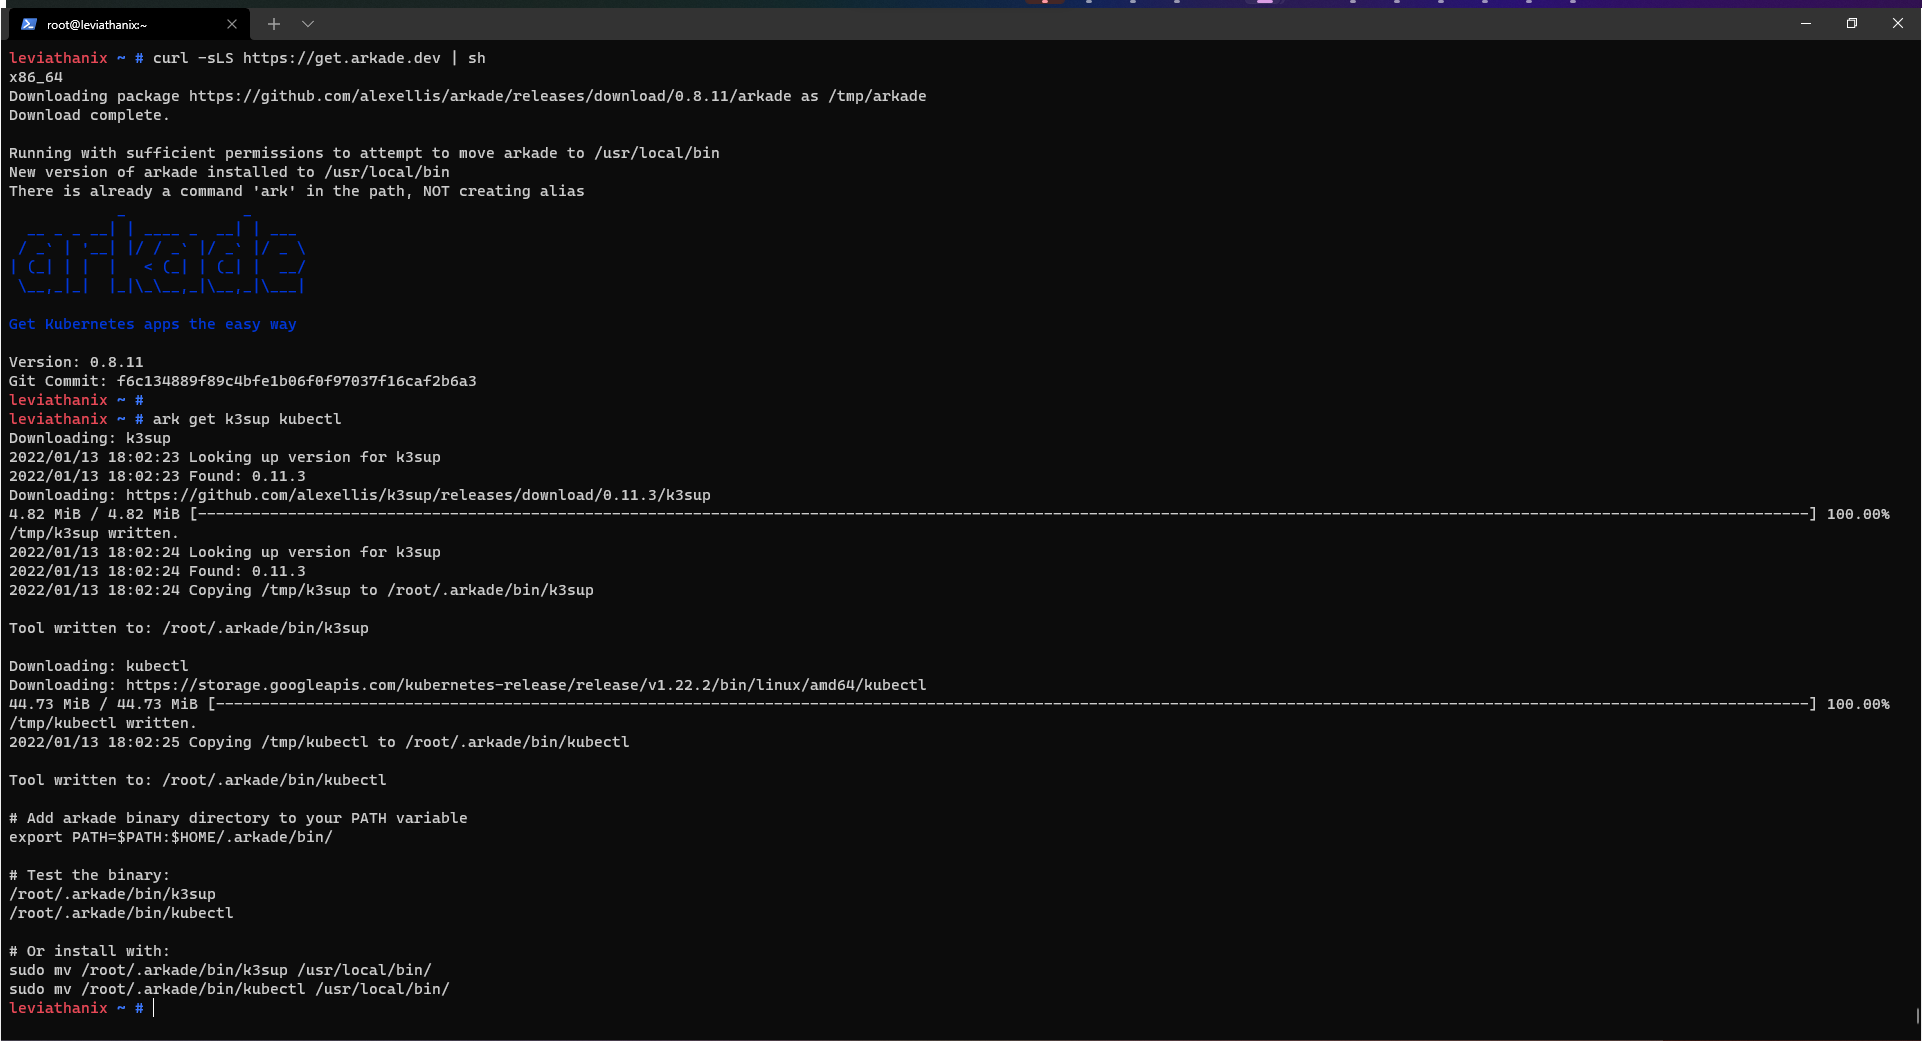 root@leviathanix:~
leviathanix ~ # curl -sLS https://get.arkade.dev | sh
x86_64
Downloading package https://github.com/alexellis/arkade/releases/download/0.8.11/arkade as /tmp/arkade
Download complete.
Running with sufficient permissions to attempt to move arkade to /usr/local/bin
New version of arkade installed to /usr/local/bin
There is already a command 'ark' in the path, NOT creating alias
arkade
Get Kubernetes apps the easy way
Version: 0.8.11
Git Commit: f6c134889f89c4bfe1b06f0f97037f16caf2b6a3
leviathanix ~ #
leviathanix ~ # ark get k3sup kubectl
Downloading: k3sup
2022/01/13 18:02:23 Looking up version for k3sup
2022/01/13 18:02:23 Found: 0.11.3
Downloading: https://github.com/alexellis/k3sup/releases/download/0.11.3/k3sup
4.82 MiB / 4.82 MiB [------------------------------------------------------------] 100.00%
/tmp/k3sup written.
2022/01/13 18:02:24 Looking up version for k3sup
2022/01/13 18:02:24 Found: 0.11.3
2022/01/13 18:02:24 Copying /tmp/k3sup to /root/.arkade/bin/k3sup
Tool written to: /root/.arkade/bin/k3sup
Downloading: kubectl
Downloading: https://storage.googleapis.com/kubernetes-release/release/v1.22.2/bin/linux/amd64/kubectl
44.73 MiB / 44.73 MiB [------------------------------------------------------------] 100.00%
/tmp/kubectl written.
2022/01/13 18:02:25 Copying /tmp/kubectl to /root/.arkade/bin/kubectl
Tool written to: /root/.arkade/bin/kubectl
# Add arkade binary directory to your PATH variable
export PATH=$PATH:$HOME/.arkade/bin/
# Test the binary:
/root/.arkade/bin/k3sup
/root/.arkade/bin/kubectl
# Or install with:
sudo mv /root/.arkade/bin/k3sup /usr/local/bin/
sudo mv /root/.arkade/bin/kubectl /usr/local/bin/
leviathanix ~ #